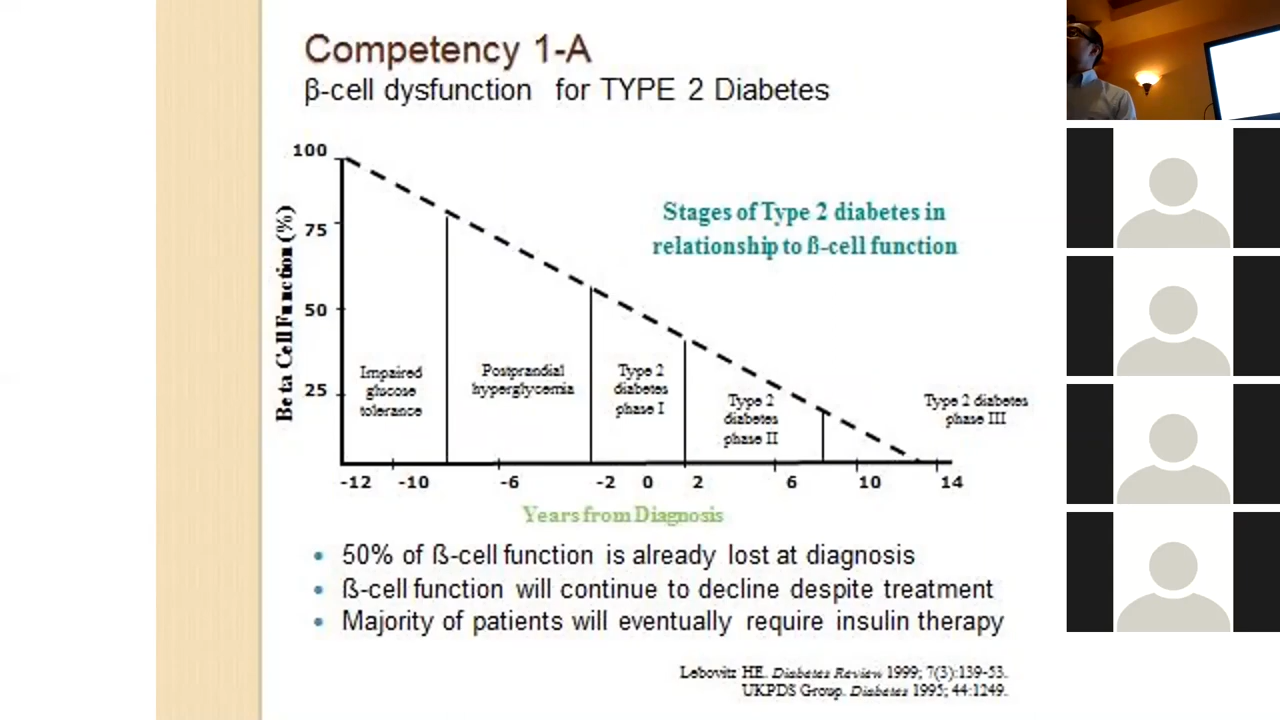 Competency 1-A
β-cell dysfunction for TYPE 2 Diabetes
100
75
50
25
Beta Cell Function (%)
Stages of Type 2 diabetes in
relationship to ß-cell function
Impaired
glucose
tolerance
Postprandial
hyperglycemia
Type 2
diabetes
phase I
Type 2
diabetes
phase II
Type 2 diabetes
phase III
-12 -10 -6 -2 0 2 6 10 14
Years from Diagnosis
• 50% of ß-cell function is already lost at diagnosis
• ß-cell function will continue to decline despite treatment
• Majority of patients will eventually require insulin therapy
Lebovitz HE. Diabetes Review 1999; 7(3):139-53.
UKPDS Group. Diabetes 1995; 44:1249.